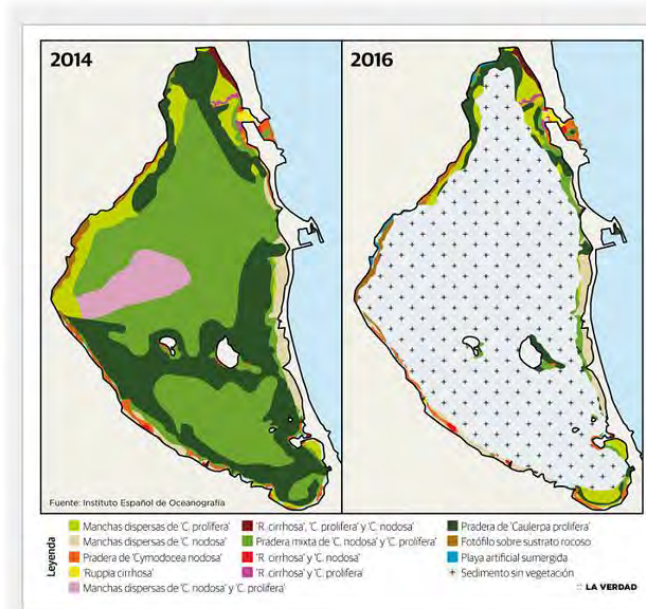 2014
2016
Fuente: Instituto Español de Oceanografía
Leyenda
Manchas dispersas de 'C. prolifera'
Manchas dispersas de 'C. nodosa'
Pradera de 'Cymodocea nodosa'
'Ruppia cirrhosa'
Manchas dispersas de 'C. nodosa' y 'C. prolifera'
'R. cirrhosa', 'C. prolifera' y 'C. nodosa'
Pradera mixta de 'C. nodosa' y 'C. prolifera'
'R. cirrhosa' y 'C. nodosa'
'R. cirrhosa' y 'C. prolifera'
Pradera de 'Caulerpa prolifera'
Fotófilo sobre sustrato rocoso
Playa artificial sumergida
Sedimento sin vegetación
:: LA VERDAD